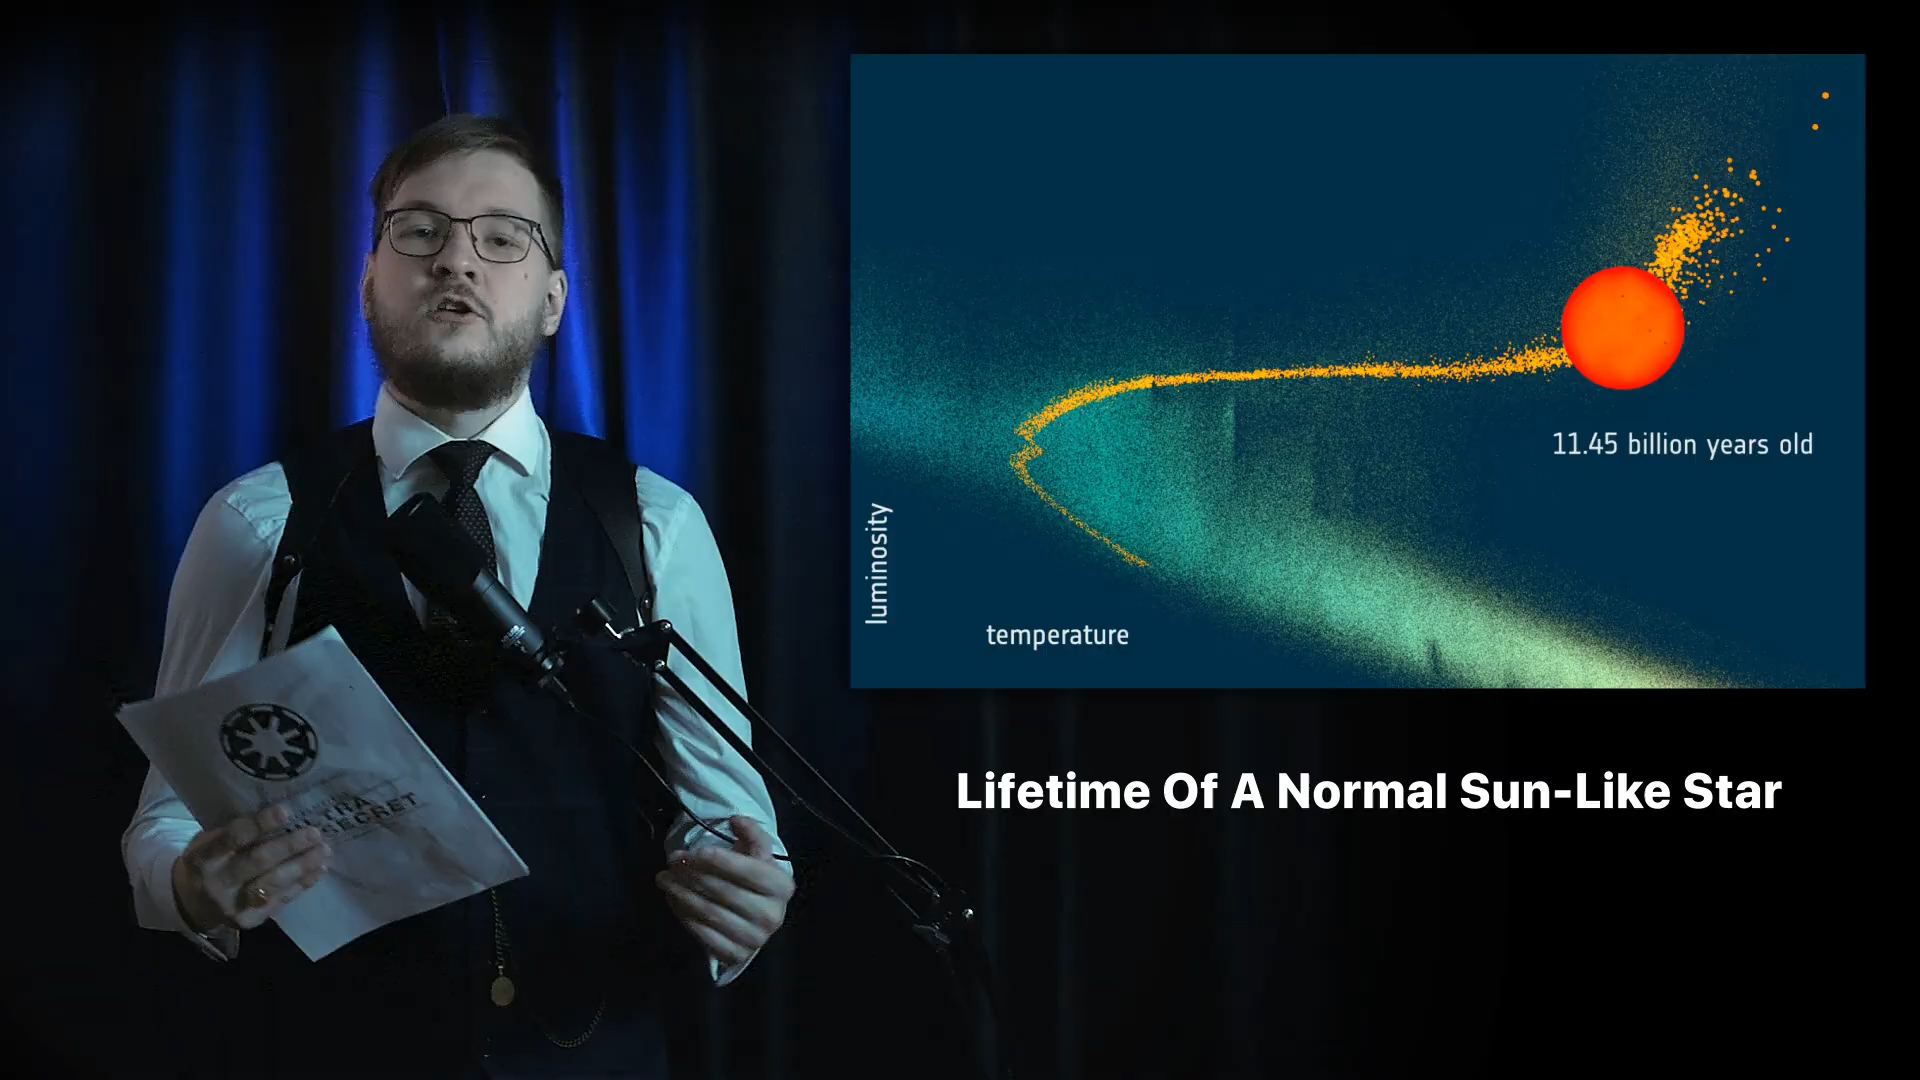 11.45 billion years old
luminosity
temperature
Lifetime Of A Normal Sun-Like Star
ULTRA
SECRET